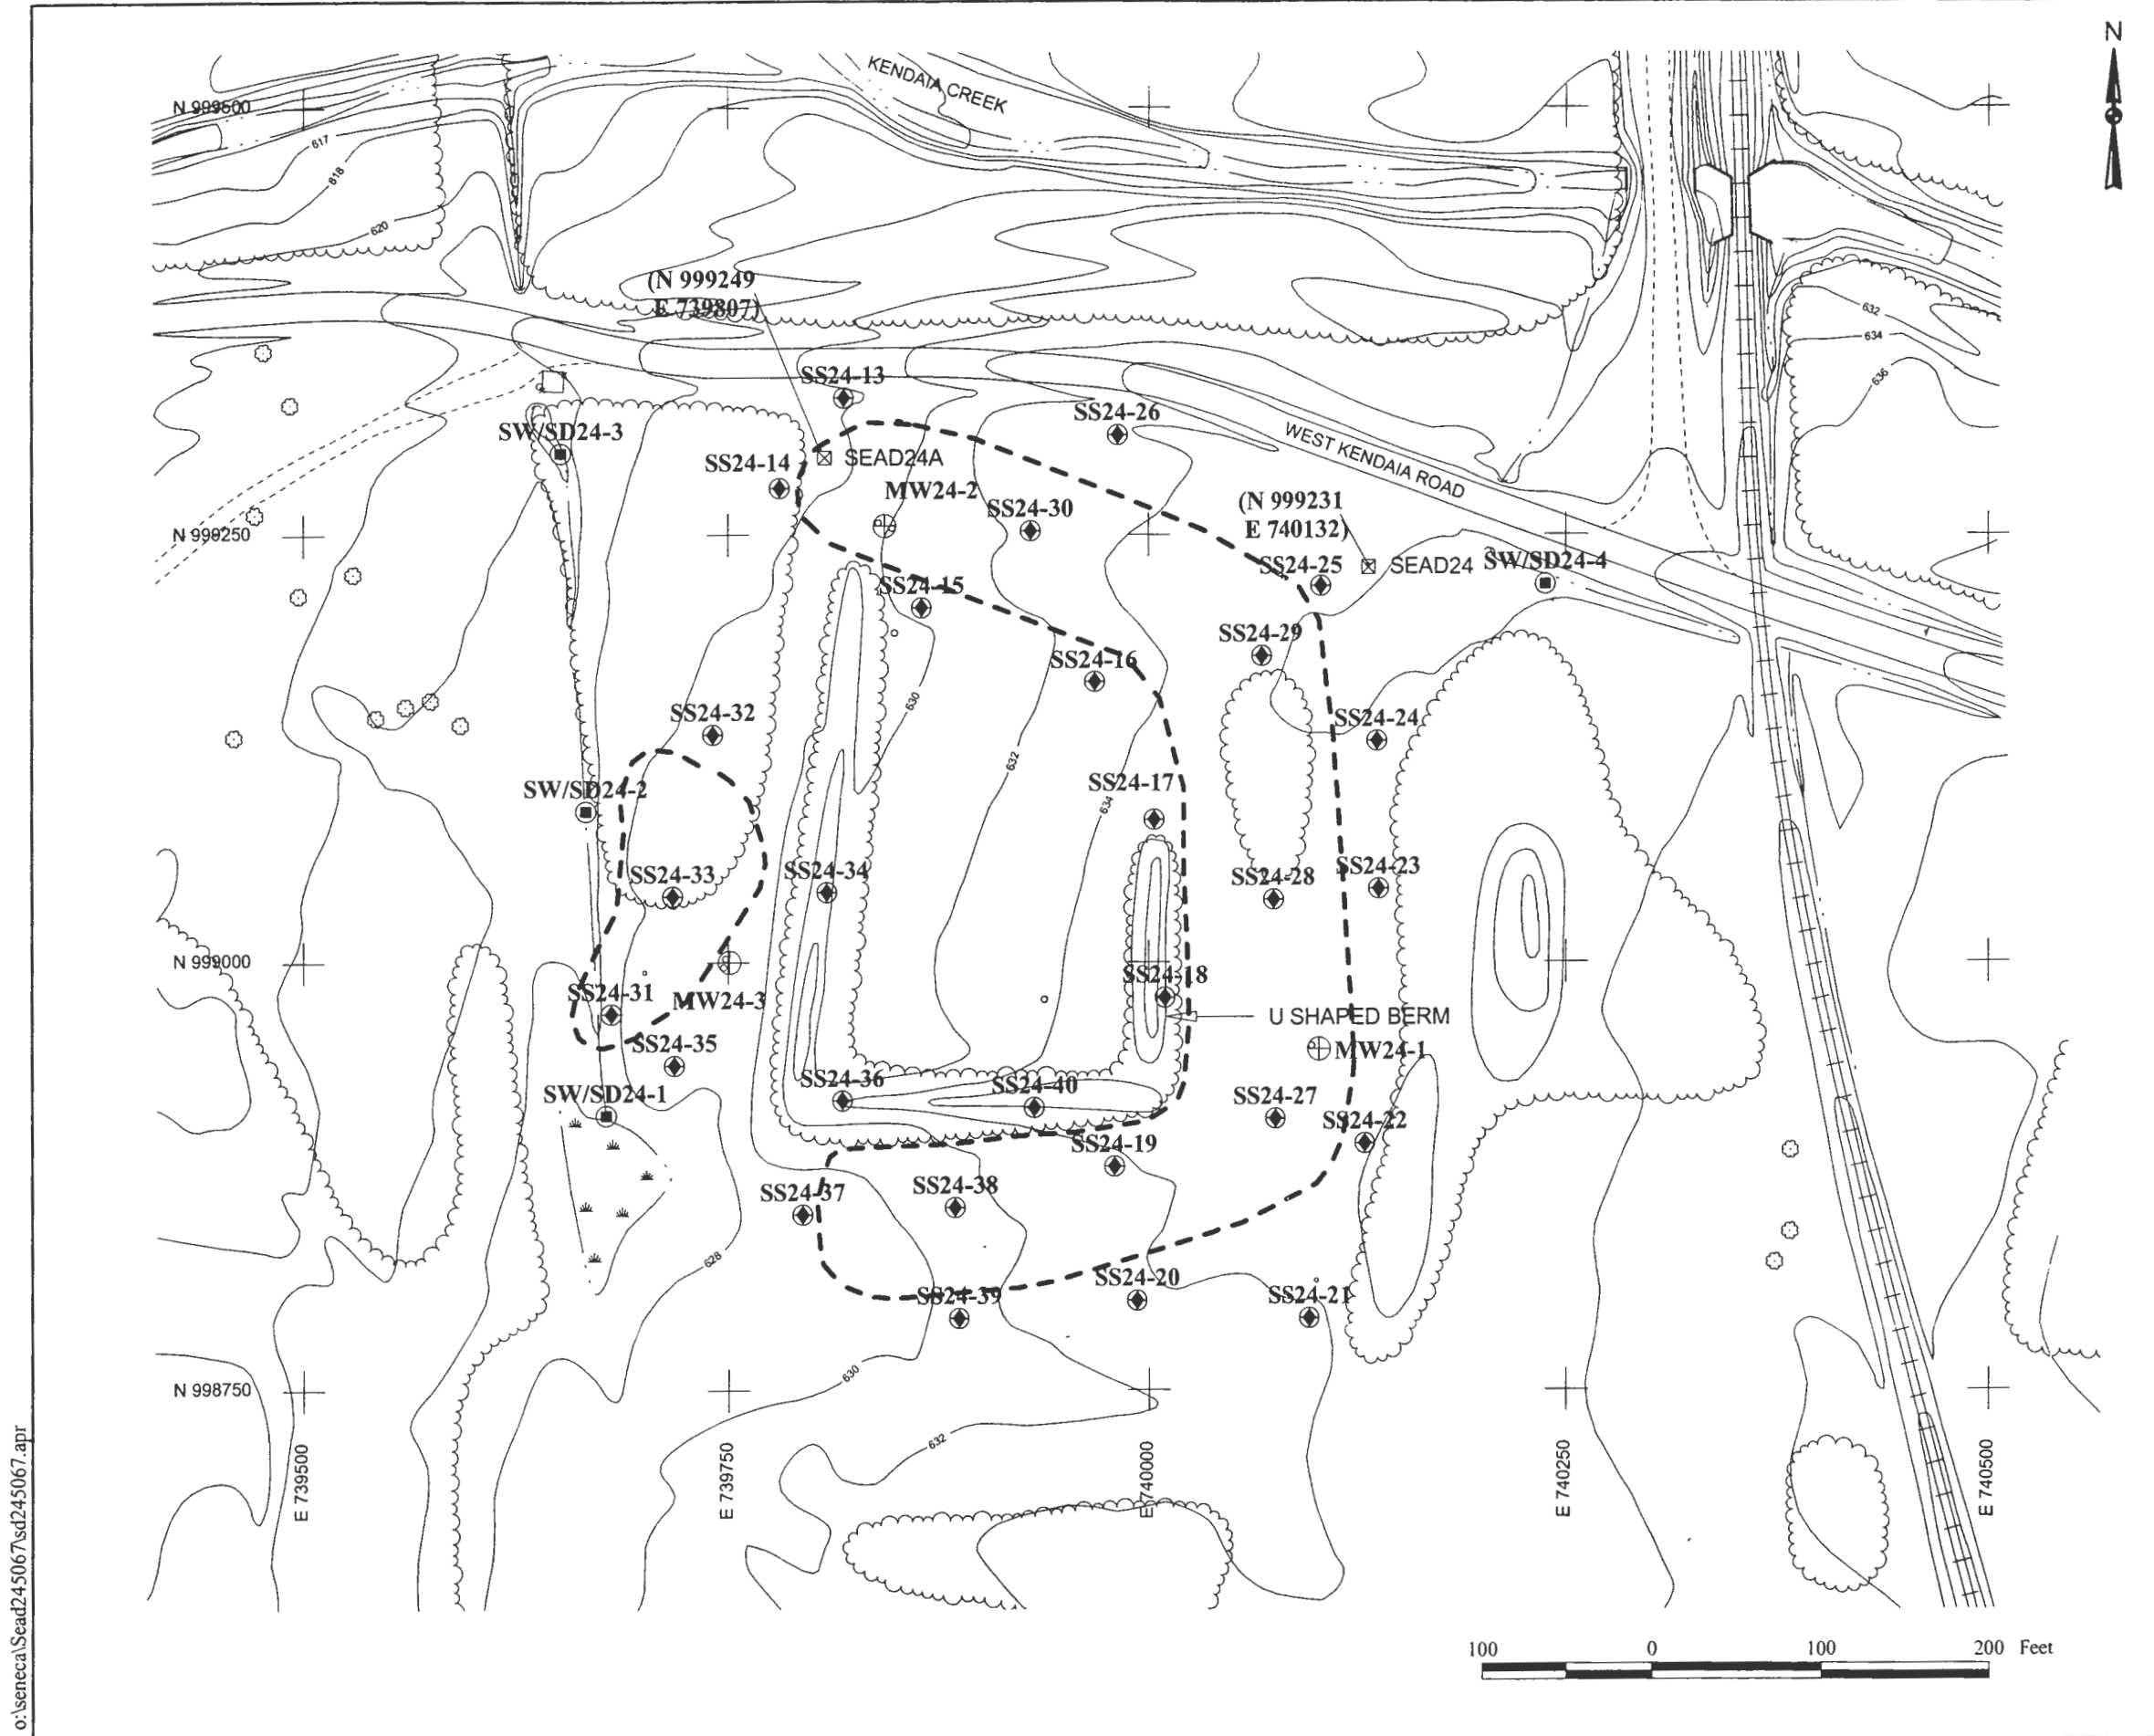 N
KENDAIA CREEK
N 999500
617
618
620
(N 999249
E 739807)
632
634
636
SS24-13
SS24-26
SW/SD24-3
WEST KENDAIA ROAD
SS24-14
SEAD24A
MW24-2
SS24-30
(N 999231
E 740132)
N 999250
SS24-25
SEAD24
SW/SD24-4
SS24-15
SS24-29
SS24-16
630
SS24-32
SS24-24
632
SW/SD24-2
SS24-17
634
SS24-33
SS24-34
SS24-28
SS24-23
N 999000
SS24-18
SS24-31
MW24-3
U SHAPED BERM
SS24-35
MW24-1
SS24-36
SS24-40
SW/SD24-1
SS24-27
SS24-22
SS24-19
SS24-37
SS24-38
628
SS24-20
SS24-39
SS24-21
630
N 998750
632
E 739500
E 739750
E 740000
E 740250
E 740500
100 0 100 200 Feet
o:\seneca\Sead245067\sd245067.apr